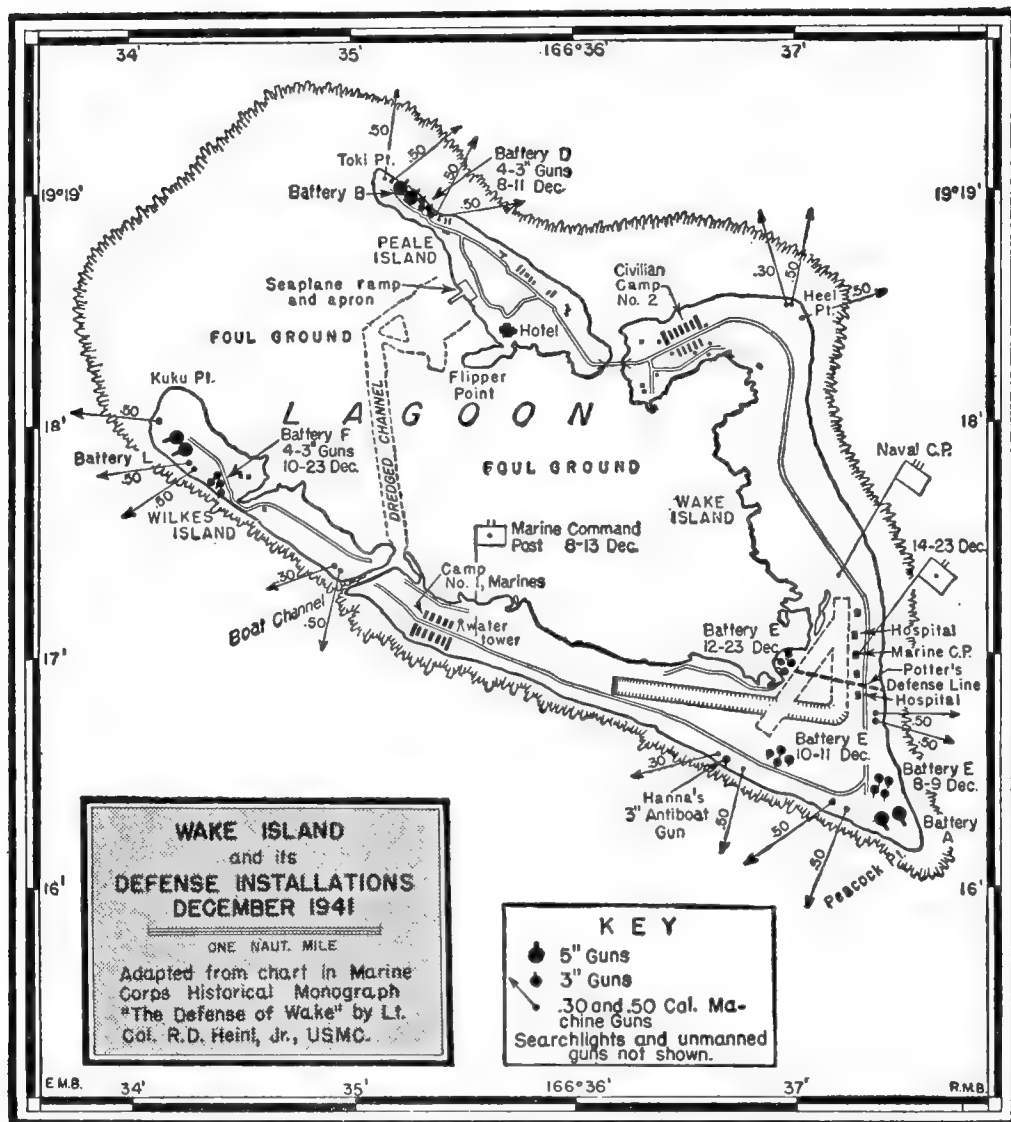 34'
35'
166°36'
37'
.50
.50
Toki Pt.
Battery B
.50
.50
Battery D
4-3" Guns
8-11 Dec.
19°19'
19°19'
PEALE
ISLAND
Seaplane ramp
and apron
FOUL GROUND
Hotel
Flipper
Point
Civilian
Camp
No. 2
.30
.50
.50
Heel
Pt.
Kuku Pt.
.50
18'
18'
LAGOON
Battery F
4-3" Guns
10-23 Dec.
Battery L
.50
.50
WILKES
ISLAND
DREDGED CHANNEL
FOUL GROUND
WAKE
ISLAND
Naval C.P.
Marine Command
Post 8-13 Dec.
14-23 Dec.
Camp
No. 1, Marines
water
tower
.30
Boat Channel
.50
17'
17'
Battery E
12-23 Dec.
Hospital
Marine C.P.
Potter's
Defense Line
Hospital
.50
.50
Battery E
10-11 Dec.
Battery E
8-9 Dec.
.30
Hanna's
3" Antiboat
Gun
.50
.50
.50
Battery
A
Peacock
16'
16'
WAKE ISLAND
and its
DEFENSE INSTALLATIONS
DECEMBER 1941
ONE NAUT. MILE
Adapted from chart in Marine
Corps Historical Monograph
"The Defense of Wake" by Lt.
Col. R.D. Heinl, Jr., USMC.
KEY
5" Guns
3" Guns
.30 and .50 Cal. Ma-
chine Guns
Searchlights and unmanned
guns not shown.
E.M.B.
34'
35'
166°36'
37'
R.M.B.